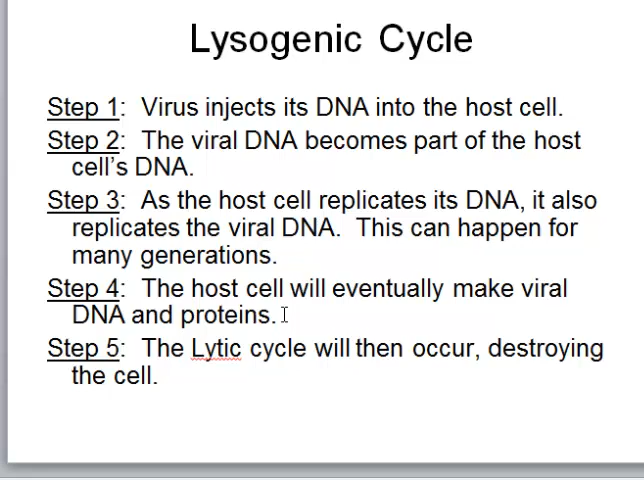 Lysogenic Cycle
Step 1:  Virus injects its DNA into the host cell.
Step 2:  The viral DNA becomes part of the host
cell’s DNA.
Step 3:  As the host cell replicates its DNA, it also
replicates the viral DNA.  This can happen for
many generations.
Step 4:  The host cell will eventually make viral
DNA and proteins.
Step 5:  The Lytic cycle will then occur, destroying
the cell.